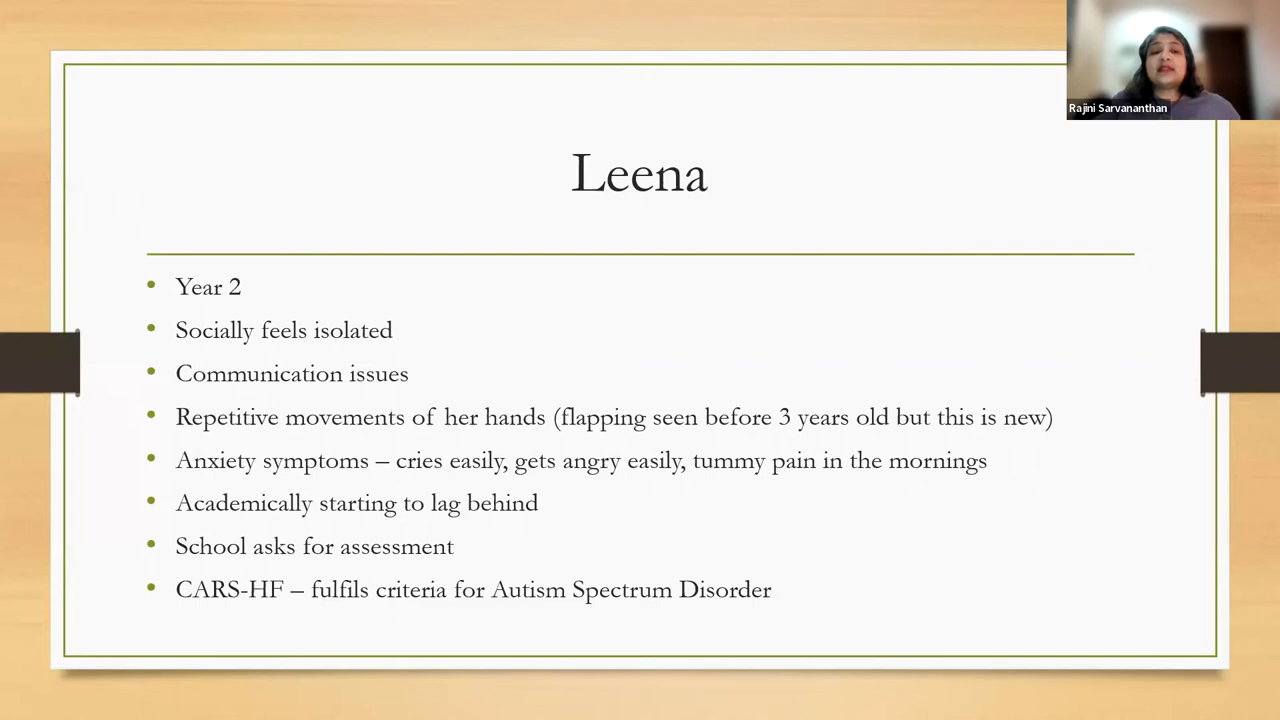 Rajini Sarvananthan
Leena
• Year 2
• Socially feels isolated
• Communication issues
• Repetitive movements of her hands (flapping seen before 3 years old but this is new)
• Anxiety symptoms – cries easily, gets angry easily, tummy pain in the mornings
• Academically starting to lag behind
• School asks for assessment
• CARS-HF – fulfils criteria for Autism Spectrum Disorder